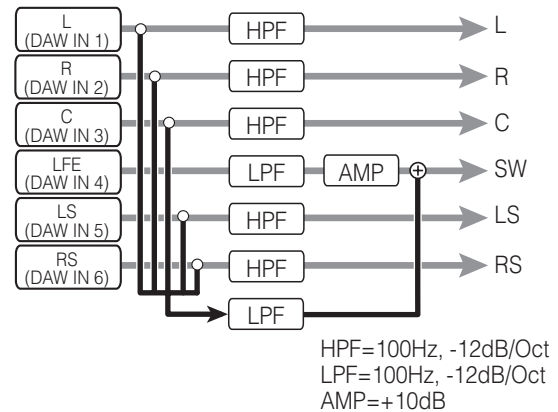 L
(DAW IN 1)
HPF
L
R
(DAW IN 2)
HPF
R
C
(DAW IN 3)
HPF
C
LFE
(DAW IN 4)
LPF
AMP
SW
LS
(DAW IN 5)
HPF
LS
RS
(DAW IN 6)
HPF
RS
LPF
HPF=100Hz, -12dB/Oct
LPF=100Hz, -12dB/Oct
AMP=+10dB